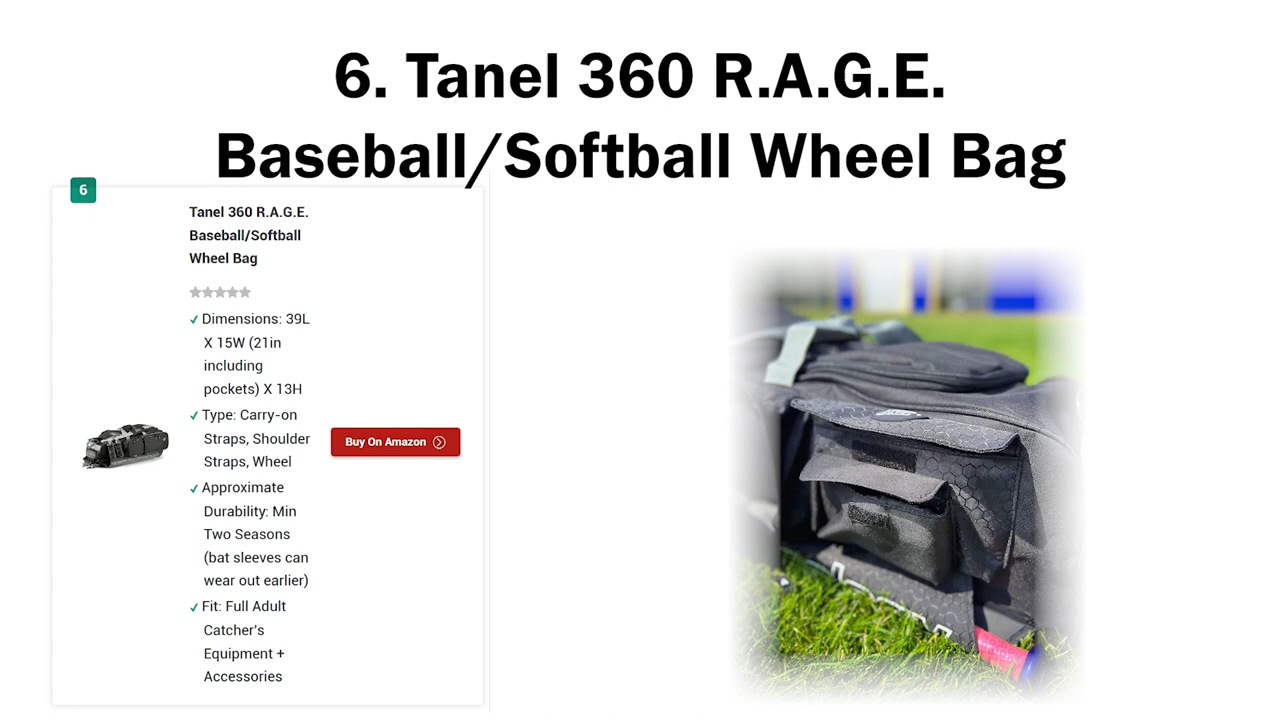 6. Tanel 360 R.A.G.E.
Baseball/Softball Wheel Bag
6
Tanel 360 R.A.G.E.
Baseball/Softball
Wheel Bag
✓ Dimensions: 39L
X 15W (21in
including
pockets) X 13H
✓ Type: Carry-on
Straps, Shoulder
Straps, Wheel
✓ Approximate
Durability: Min
Two Seasons
(bat sleeves can
wear out earlier)
✓ Fit: Full Adult
Catcher's
Equipment +
Accessories
Buy On Amazon